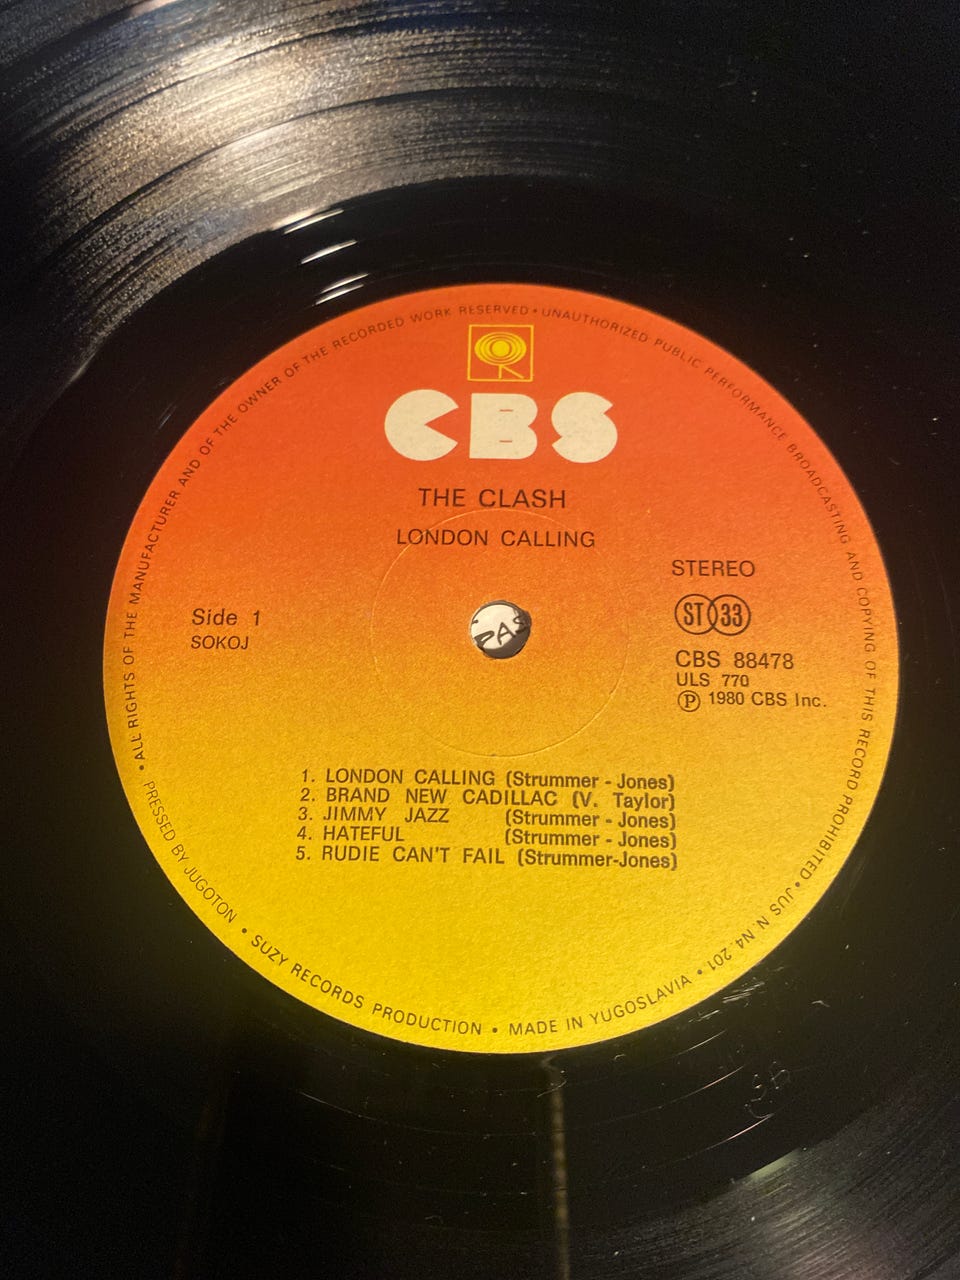 • ALL RIGHTS OF THE MANUFACTURER AND OF THE OWNER OF THE RECORDED WORK RESERVED • UNAUTHORIZED PUBLIC PERFORMANCE BROADCASTING AND COPYING OF THIS RECORD PROHIBITED • JUS N. N4 201 •
CBS
THE CLASH
LONDON CALLING
STEREO
Side 1
SOKOJ
ST 33
CBS 88478
ULS 770
Ⓟ 1980 CBS Inc.
1. LONDON CALLING (Strummer - Jones)
2. BRAND NEW CADILLAC (V. Taylor)
3. JIMMY JAZZ (Strummer - Jones)
4. HATEFUL (Strummer - Jones)
5. RUDIE CAN'T FAIL (Strummer-Jones)
PRESSED BY JUGOTON • SUZY RECORDS PRODUCTION • MADE IN YUGOSLAVIA